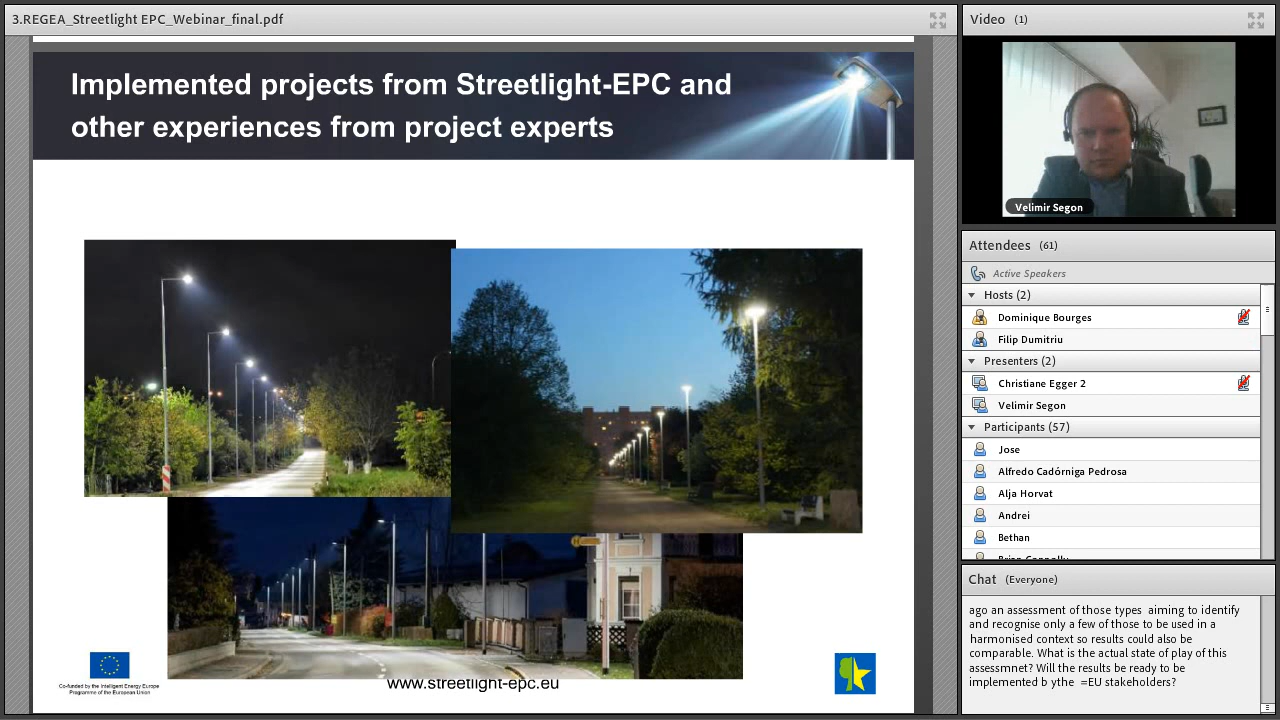 3.REGEA_Streetlight EPC_Webinar_final.pdf
Implemented projects from Streetlight-EPC and
other experiences from project experts
Co-funded by the Intelligent Energy Europe
Programme of the European Union
www.streetlight-epc.eu
Video (1)
Velimir Segon
Attendees (61)
Active Speakers
Hosts (2)
Dominique Bourges
Filip Dumitriu
Presenters (2)
Christiane Egger 2
Velimir Segon
Participants (57)
Jose
Alfredo Cadórniga Pedrosa
Alja Horvat
Andrei
Bethan
Chat (Everyone)
ago an assessment of those types aiming to identify
and recognise only a few of those to be used in a
harmonised context so results could also be
comparable. What is the actual state of play of this
assessmnet? Will the results be ready to be
implemented b ythe =EU stakeholders?